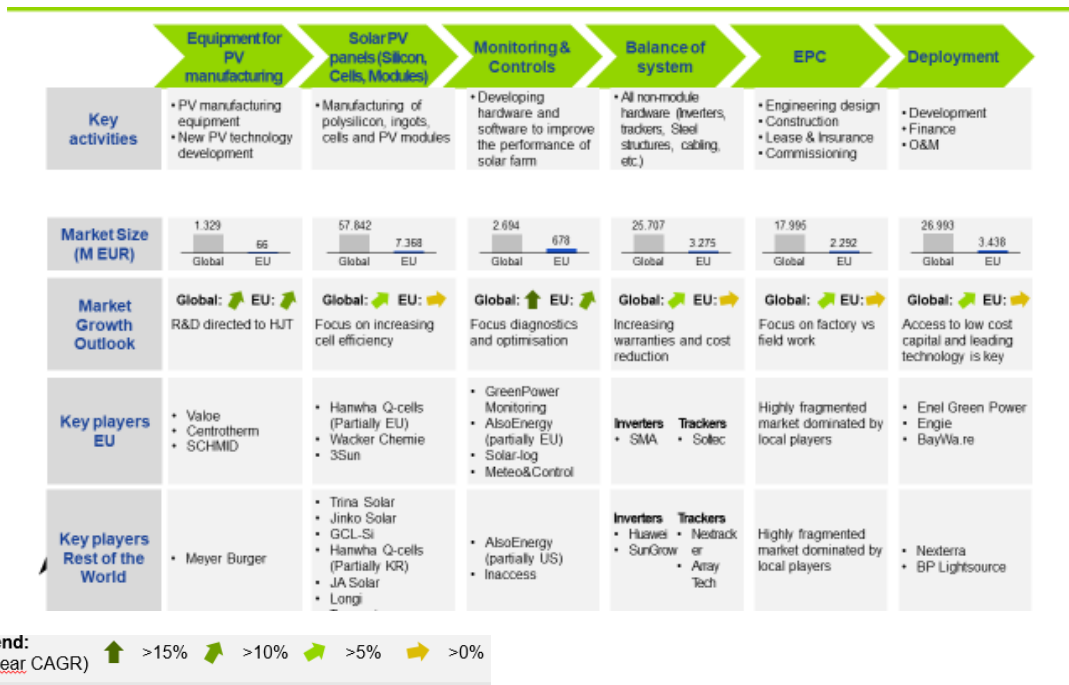 Equipment for
PV
manufacturing
Solar PV
panels (Silicon,
Cells, Modules)
Monitoring &
Controls
Balance of
system
EPC
Deployment
Key
activities
• PV manufacturing
equipment
• New PV technology
development
• Manufacturing of
polysilicon, ingots,
cells and PV modules
• Developing
hardware and
software to improve
the performance of
solar farm
• All non-module
hardware (Inverters,
trackers, Steel
structures, cabling,
etc.)
• Engineering design
• Construction
• Lease & Insurance
• Commissioning
• Development
• Finance
• O&M
Market Size
(M EUR)
1.329
66
Global EU
57.842
7.368
Global EU
2.694
678
Global EU
25.707
3.275
Global EU
17.995
2.292
Global EU
26.993
3.438
Global EU
Market
Growth
Outlook
Global: EU:
R&D directed to HJT
Global: EU:
Focus on increasing
cell efficiency
Global: EU:
Focus diagnostics
and optimisation
Global: EU:
Increasing
warranties and cost
reduction
Global: EU:
Focus on factory vs
field work
Global: EU:
Access to low cost
capital and leading
technology is key
Key players
EU
• Valoe
• Centrotherm
• SCHMID
• Hanwha Q-cells
(Partially EU)
• Wacker Chemie
• 3Sun
• GreenPower
Monitoring
• AlsoEnergy
(partially EU)
• Solar-log
• Meteo&Control
Inverters Trackers
• SMA • Soltec
Highly fragmented
market dominated by
local players
• Enel Green Power
• Engie
• BayWa.re
Key players
Rest of the
World
• Meyer Burger
• Trina Solar
• Jinko Solar
• GCL-Si
• Hanwha Q-cells
(Partially KR)
• JA Solar
• Longi
• AlsoEnergy
(partially US)
• Inaccess
Inverters Trackers
• Huawei • Nextrack
• SunGrow er
• Array
Tech
Highly fragmented
market dominated by
local players
• Nexterra
• BP Lightsource
end:
ear CAGR) >15% >10% >5% >0%